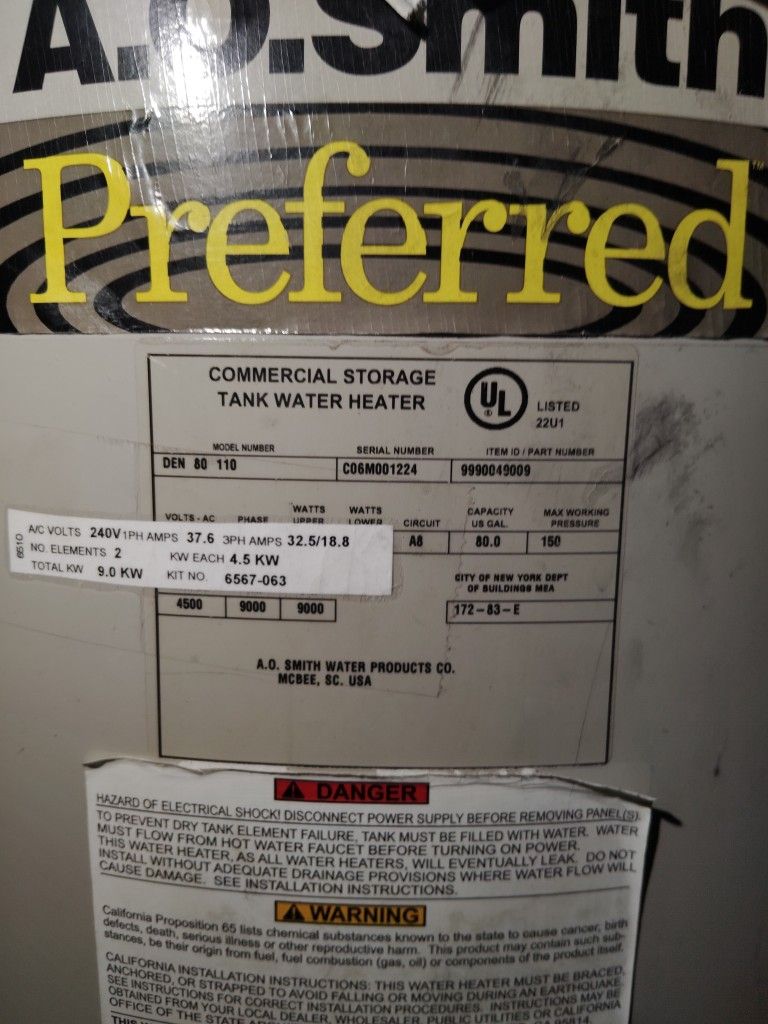 A.O.Smith
Preferred™
COMMERCIAL STORAGE
TANK WATER HEATER
UL®
LISTED
22U1
MODEL NUMBER SERIAL NUMBER ITEM ID / PART NUMBER
DEN 80 110 C06M001224 9990049009
VOLTS - AC PHASE WATTS UPPER WATTS LOWER CIRCUIT CAPACITY US GAL. MAX WORKING PRESSURE
A8 80.0 150
A/C VOLTS 240V 1PH AMPS 37.6 3PH AMPS 32.5/18.8
NO. ELEMENTS 2 KW EACH 4.5 KW
TOTAL KW 9.0 KW KIT NO. 6567-063
CITY OF NEW YORK DEPT
OF BUILDINGS MEA
4500 9000 9000 172-83-E
A.O. SMITH WATER PRODUCTS CO.
MCBEE, SC. USA
DANGER
HAZARD OF ELECTRICAL SHOCK! DISCONNECT POWER SUPPLY BEFORE REMOVING PANEL(S).
TO PREVENT DRY TANK ELEMENT FAILURE, TANK MUST BE FILLED WITH WATER. WATER
MUST FLOW FROM HOT WATER FAUCET BEFORE TURNING ON POWER.
THIS WATER HEATER, AS ALL WATER HEATERS, WILL EVENTUALLY LEAK. DO NOT
INSTALL WITHOUT ADEQUATE DRAINAGE PROVISIONS WHERE WATER FLOW WILL
CAUSE DAMAGE. SEE INSTALLATION INSTRUCTIONS.
WARNING
California Proposition 65 lists chemical substances known to the state to cause cancer, birth
defects, death, serious illness or other reproductive harm. This product may contain such sub-
stances, be their origin from fuel, fuel combustion (gas, oil) or components of the product itself.
CALIFORNIA INSTALLATION INSTRUCTIONS: THIS WATER HEATER MUST BE BRACED,
ANCHORED, OR STRAPPED TO AVOID FALLING OR MOVING DURING AN EARTHQUAKE.
SEE INSTRUCTIONS FOR CORRECT INSTALLATION PROCEDURES. INSTRUCTIONS MAY BE
OBTAINED FROM YOUR LOCAL DEALER, WHOLESALER, PUBLIC UTILITIES OR CALIFORNIA
OFFICE OF THE STATE